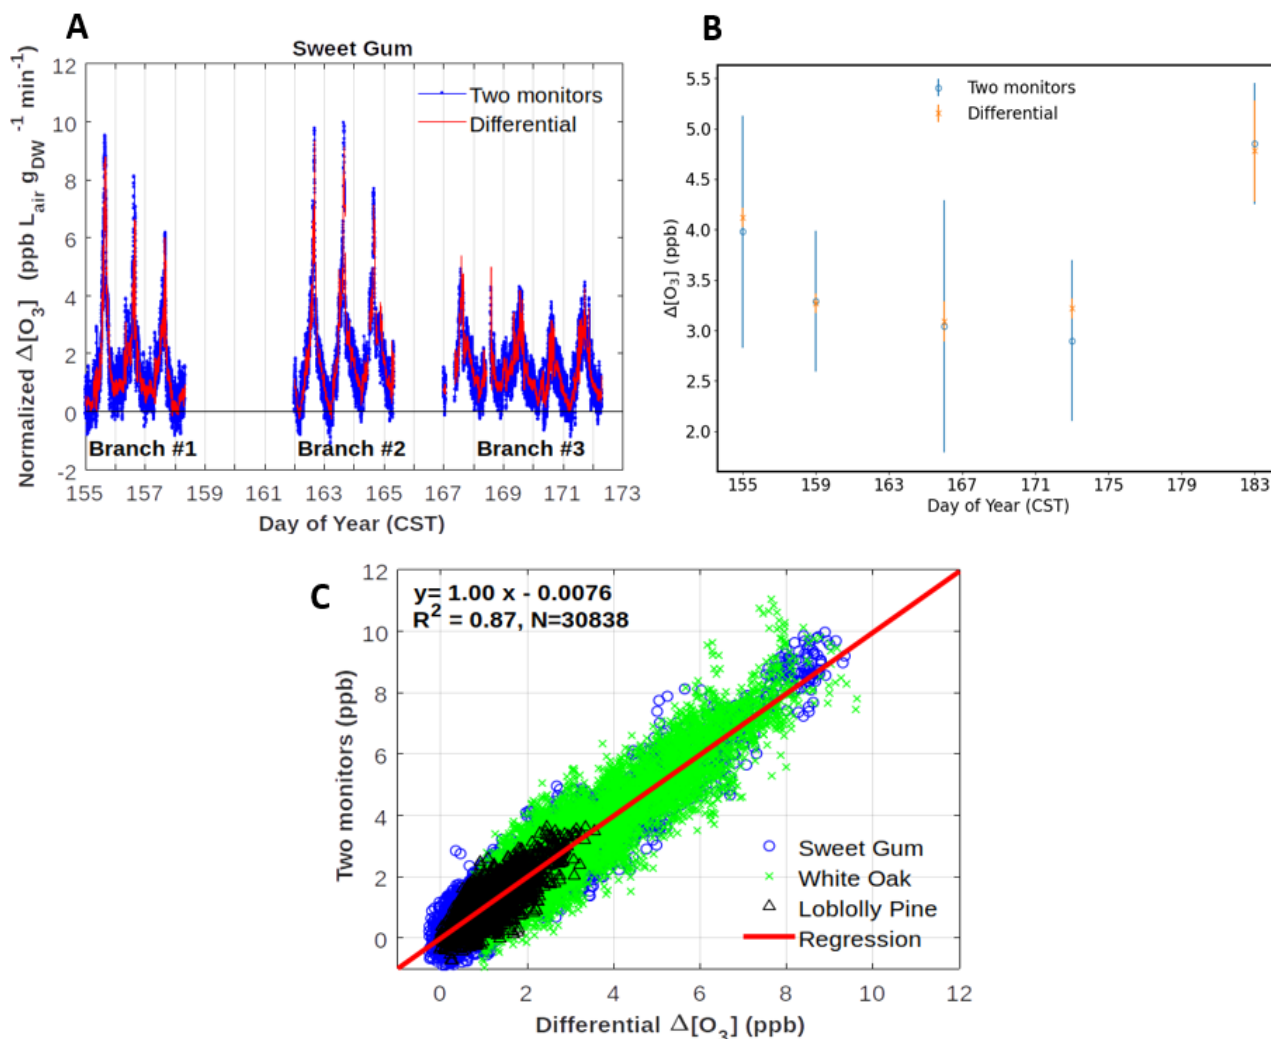 A
Sweet Gum
Normalized Δ[O3] (ppb Lair gDW-1 min-1)
12
10
8
6
4
2
0
-2
Two monitors
Differential
Branch #1
Branch #2
Branch #3
155 157 159 161 163 165 167 169 171 173
Day of Year (CST)
B
Δ[O3] (ppb)
5.5
5.0
4.5
4.0
3.5
3.0
2.5
2.0
Two monitors
Differential
155 159 163 167 171 175 179 183
Day of Year (CST)
C
y= 1.00 x - 0.0076
R2 = 0.87, N=30838
Two monitors (ppb)
12
10
8
6
4
2
0
Sweet Gum
White Oak
Loblolly Pine
Regression
0 2 4 6 8 10 12
Differential Δ[O3] (ppb)